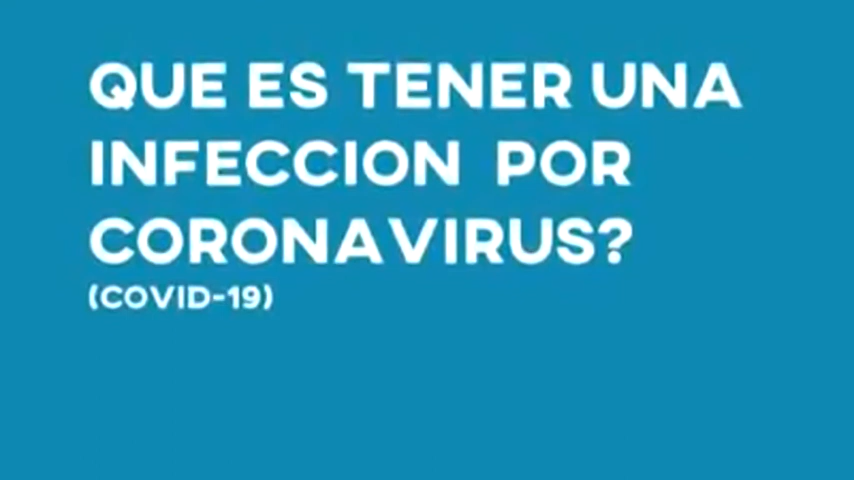 QUE ES TENER UNA
INFECCION POR
CORONAVIRUS?
(COVID-19)